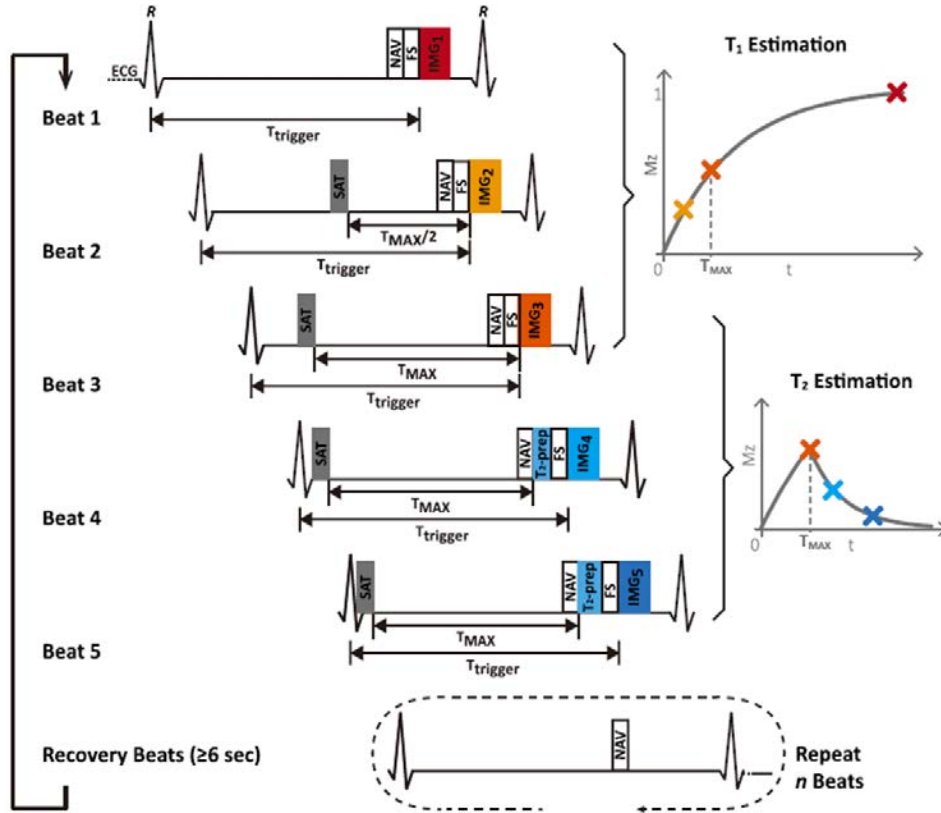 R R
NAV FS IMG1
ECG
T1 Estimation
1
Mz
0 TMAX t
Beat 1
Ttrigger
SAT NAV FS IMG2
TMAX/2
Beat 2
Ttrigger
SAT NAV FS IMG3
TMAX
Beat 3
Ttrigger
T2 Estimation
Mz
0 TMAX t
SAT NAV T2-prep FS IMG4
TMAX
Beat 4
Ttrigger
SAT NAV T2-prep FS IMG5
TMAX
Beat 5
Ttrigger
NAV
Recovery Beats (≥6 sec)
Repeat
n Beats